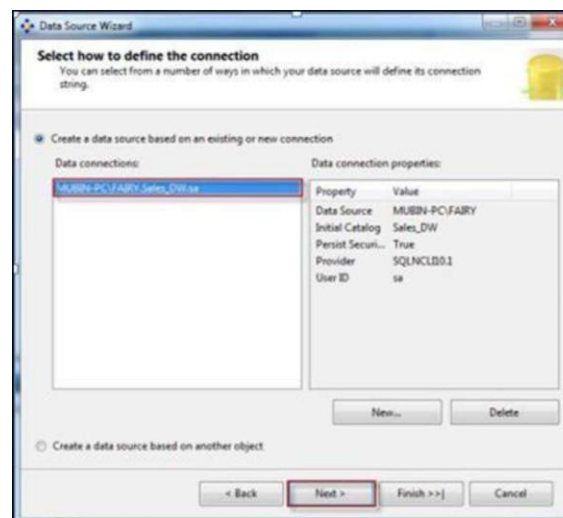 Data Source Wizard
Select how to define the connection
You can select from a number of ways in which your data source will define its connection
string.
Create a data source based on an existing or new connection
Data connections:
Data connection properties:
MUBIN-PC\FAIRY.Sales_DW.sa
Property Value
Data Source MUBIN-PC\FAIRY
Initial Catalog Sales_DW
Persist Securi... True
Provider SQLNCLI10.1
User ID sa
New...
Delete
Create a data source based on another object
< Back
Next >
Finish >>|
Cancel